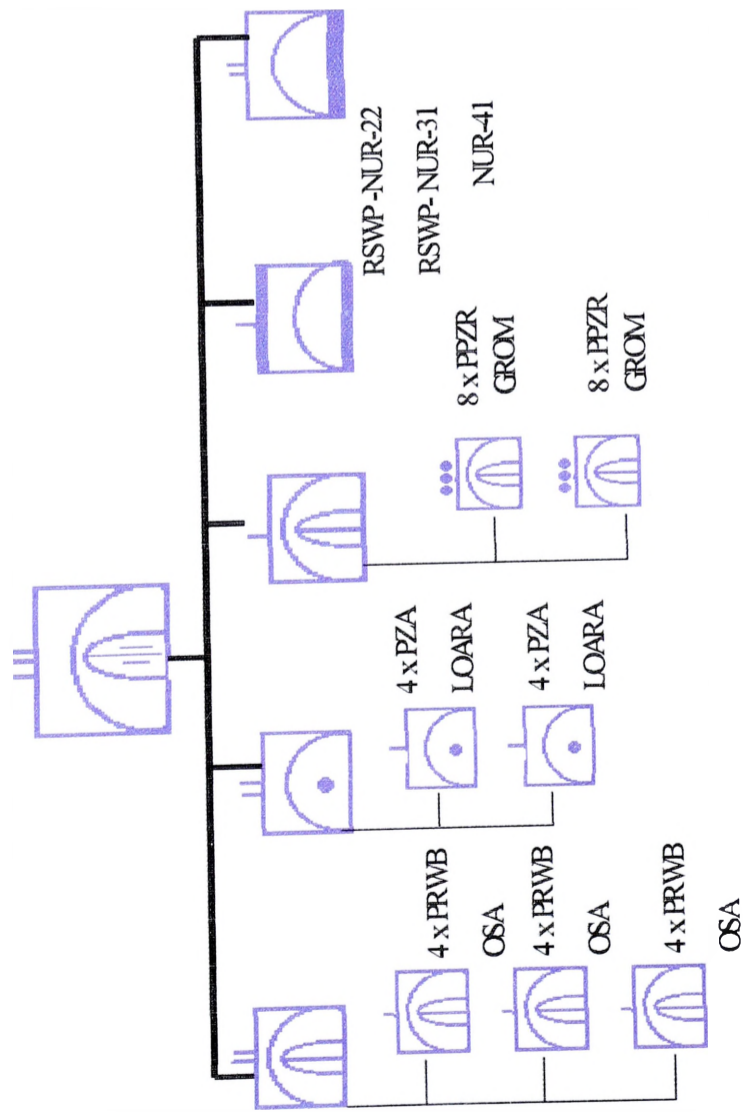 4 x PRWB
OSA
4 x PRWB
OSA
4 x PRWB
OSA
4 x PZA
LOARA
4 x PZA
LOARA
8 x PPZR
GROM
8 x PPZR
GROM
RSWP -NUR-22
RSWP- NUR-31
NUR-41